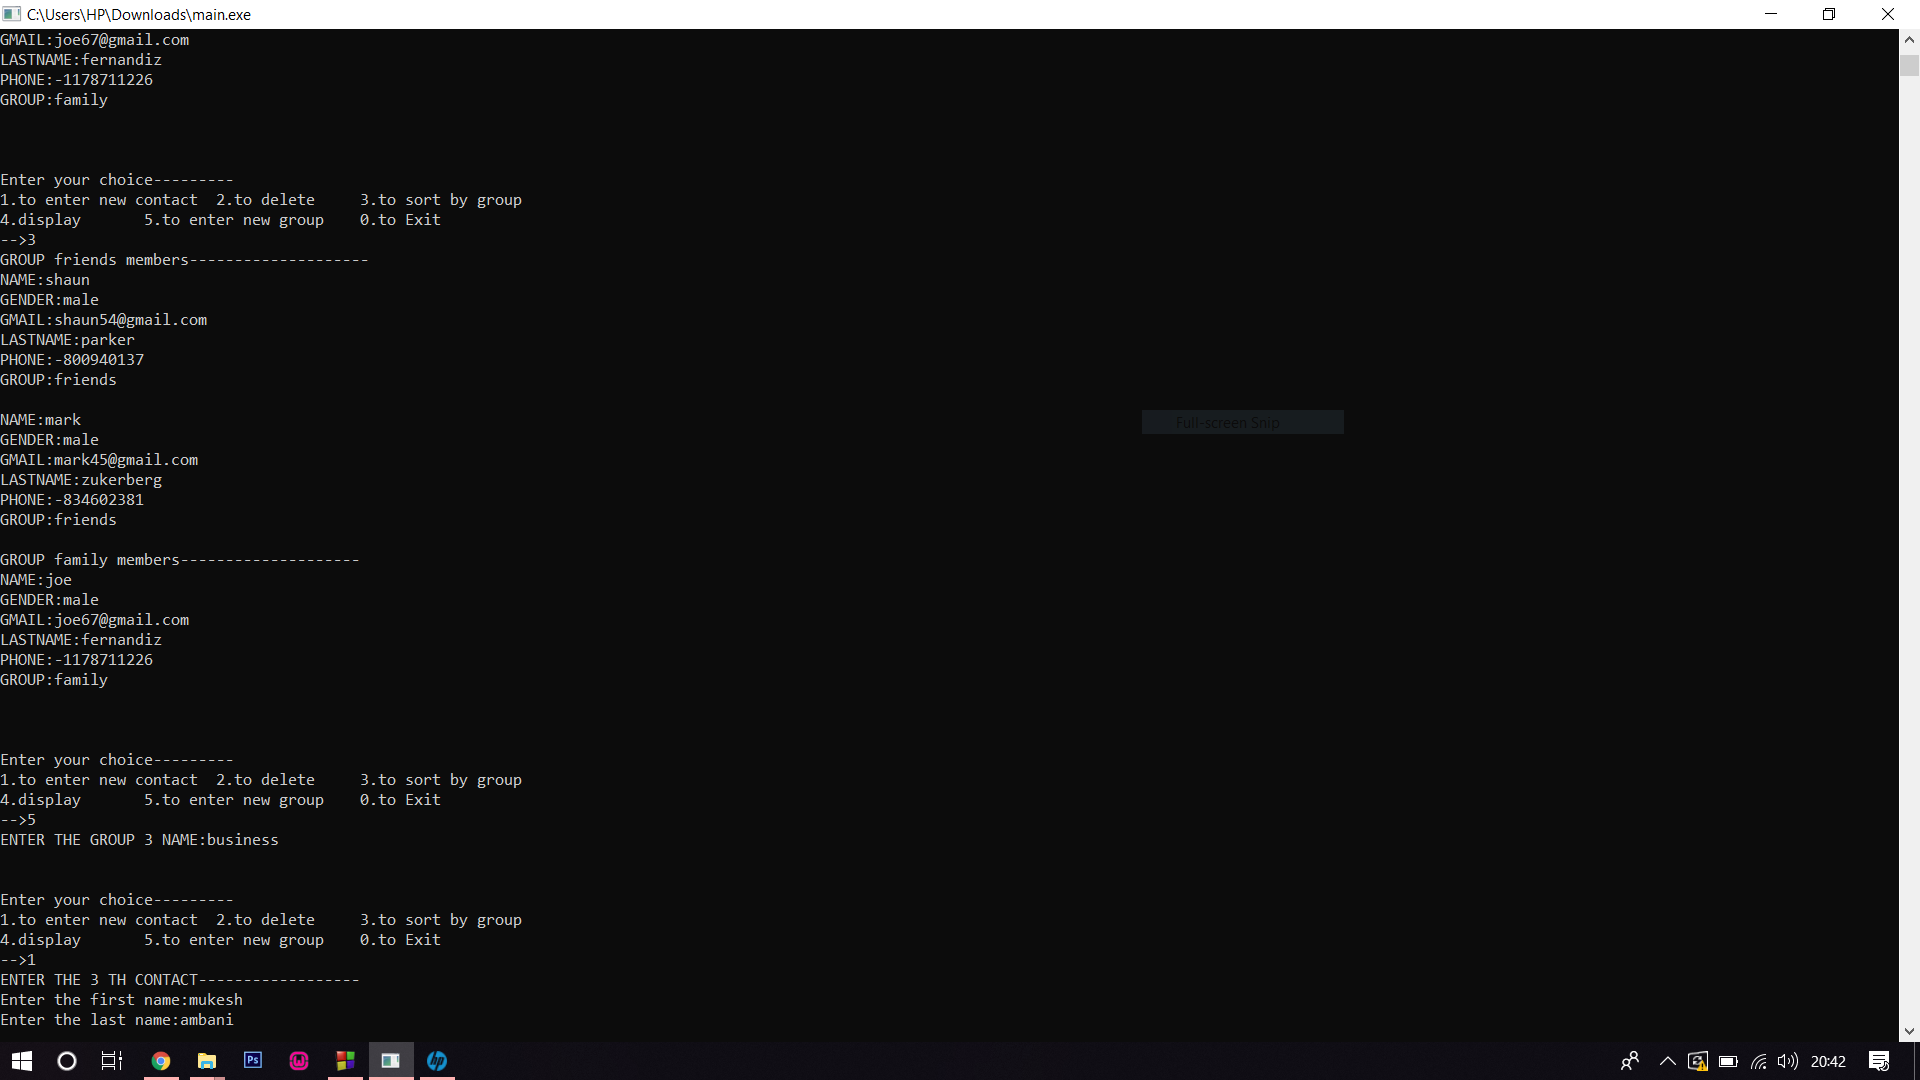 C:\Users\HP\Downloads\main.exe
GMAIL:joe67@gmail.com
LASTNAME:fernandiz
PHONE:-1178711226
GROUP:family
Enter your choice---------
1.to enter new contact  2.to delete     3.to sort by group
4.display       5.to enter new group    0.to Exit
-->3
GROUP friends members--------------------
NAME:shaun
GENDER:male
GMAIL:shaun54@gmail.com
LASTNAME:parker
PHONE:-800940137
GROUP:friends
NAME:mark
GENDER:male
GMAIL:mark45@gmail.com
Full-screen Snip
LASTNAME:zukerberg
PHONE:-834602381
GROUP:friends
GROUP family members--------------------
NAME:joe
GENDER:male
GMAIL:joe67@gmail.com
LASTNAME:fernandiz
PHONE:-1178711226
GROUP:family
Enter your choice---------
1.to enter new contact  2.to delete     3.to sort by group
4.display       5.to enter new group    0.to Exit
-->5
ENTER THE GROUP 3 NAME:business
Enter your choice---------
1.to enter new contact  2.to delete     3.to sort by group
4.display       5.to enter new group    0.to Exit
-->1
ENTER THE 3 TH CONTACT------------------
Enter the first name:mukesh
Enter the last name:ambani
Ps
hp
20:42